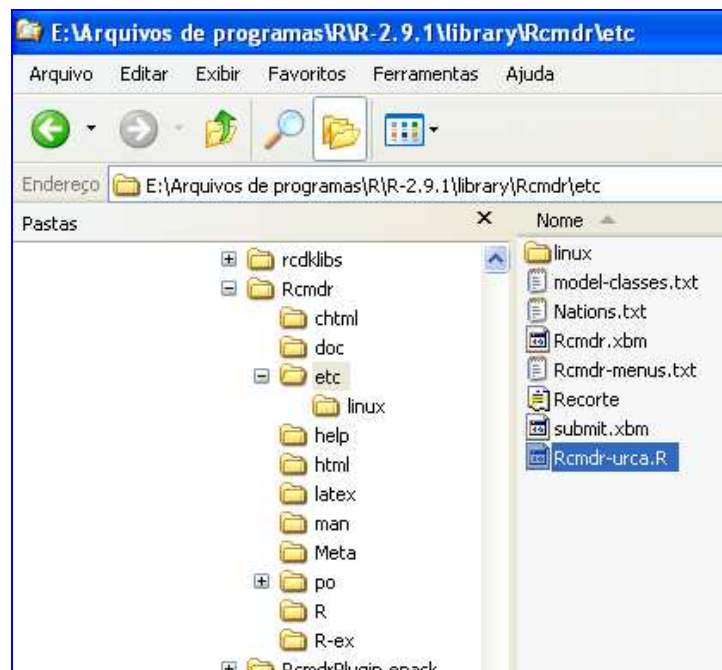 E:\Arquivos de programas\R\R-2.9.1\library\Rcmdr\etc
Arquivo Editar Exibir Favoritos Ferramentas Ajuda
Endereço E:\Arquivos de programas\R\R-2.9.1\library\Rcmdr\etc
Pastas
rcdklibs
Rcmdr
chtml
doc
etc
linux
help
html
latex
man
Meta
po
R
R-ex
RcmdrPlugin.epack
Nome
linux
model-classes.txt
Nations.txt
Rcmdr.xbm
Rcmdr-menus.txt
Recorte
submit.xbm
Rcmdr-urca.R